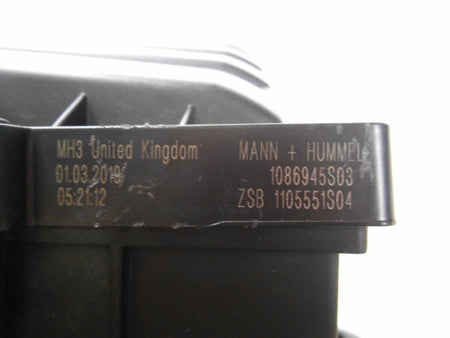 MH3 United Kingdom
01.03.2019
05:21:12
MANN + HUMMEL
1086945S03
ZSB 1105551S04